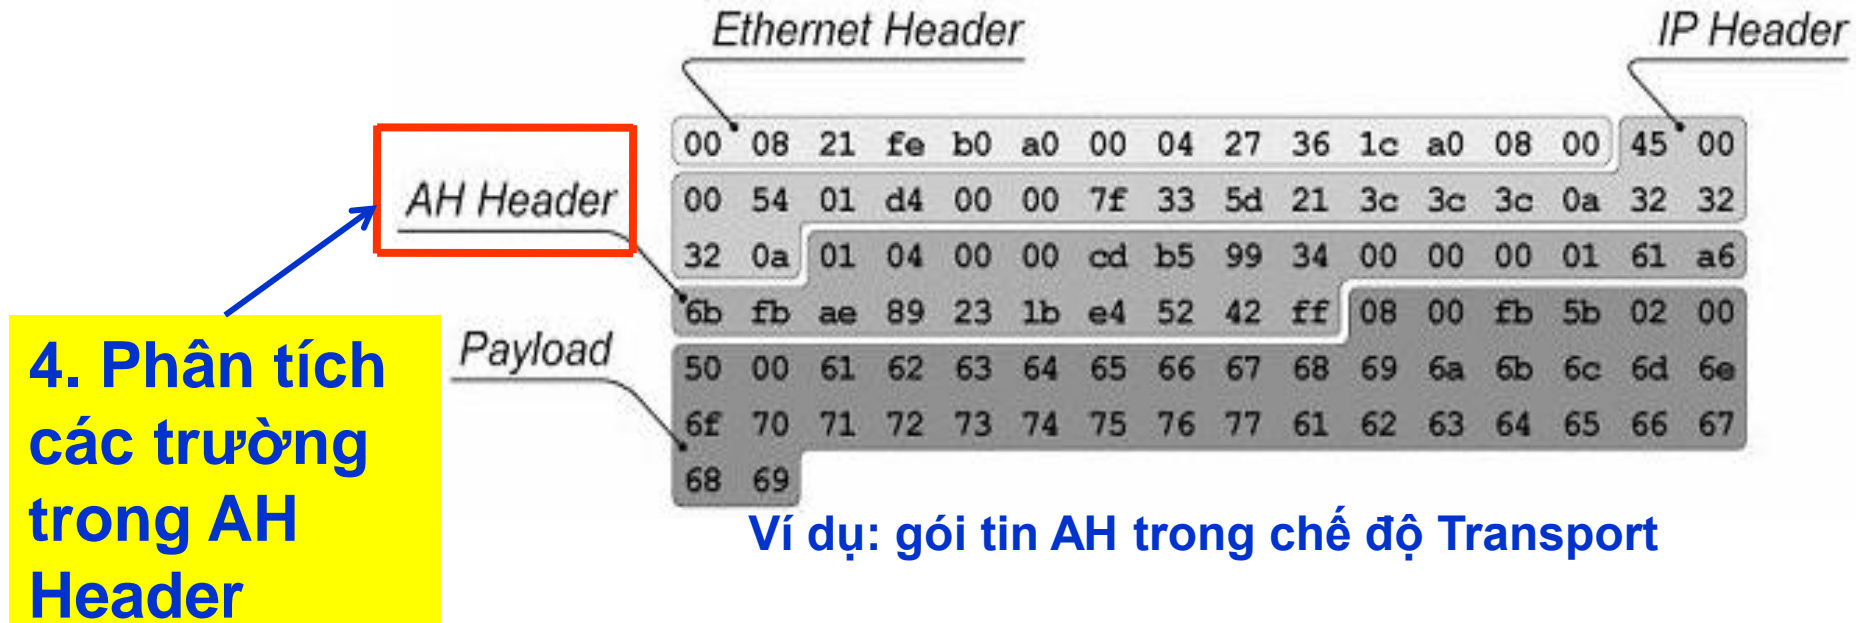 Ethernet Header
IP Header
00 08 21 fe b0 a0 00 04 27 36 1c a0 08 00 45 00
AH Header
00 54 01 d4 00 00 7f 33 5d 21 3c 3c 3c 0a 32 32
32 0a 01 04 00 00 cd b5 99 34 00 00 00 01 61 a6
6b fb ae 89 23 1b e4 52 42 ff 08 00 fb 5b 02 00
Payload
50 00 61 62 63 64 65 66 67 68 69 6a 6b 6c 6d 6e
6f 70 71 72 73 74 75 76 77 61 62 63 64 65 66 67
68 69
4. Phân tích
các trường
trong AH
Header
Ví dụ: gói tin AH trong chế độ Transport